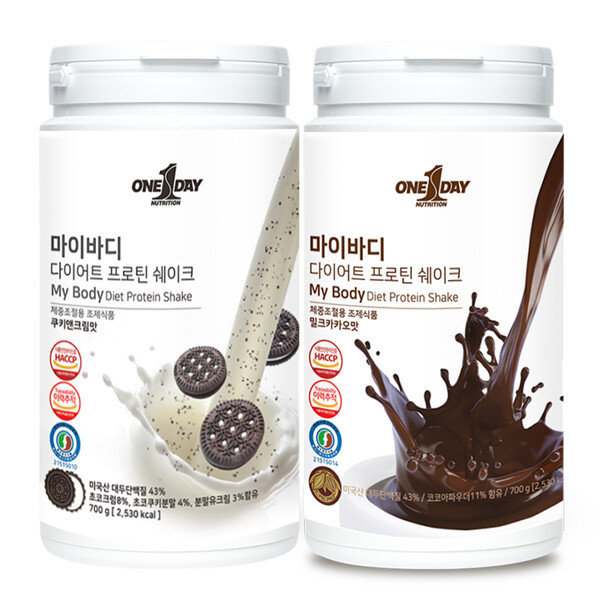 ONE 1 DAY
NUTRITION
마이바디
다이어트 프로틴 쉐이크
My Body Diet Protein Shake
체중조절용 조제식품
쿠키앤크림맛
HACCP
Traceability
이력추적
21515010
미국산 대두단백질 43%
초코크럼8%, 초코쿠키분말 4%, 분말유크림 3%함유
700 g [ 2,530 kcal ]
ONE 1 DAY
NUTRITION
마이바디
다이어트 프로틴 쉐이크
My Body Diet Protein Shake
체중조절용 조제식품
밀크카카오맛
HACCP
Traceability
이력추적
21515014
미국산 대두단백질 43% / 코코아파우더11% 함유 / 700 g [2,530